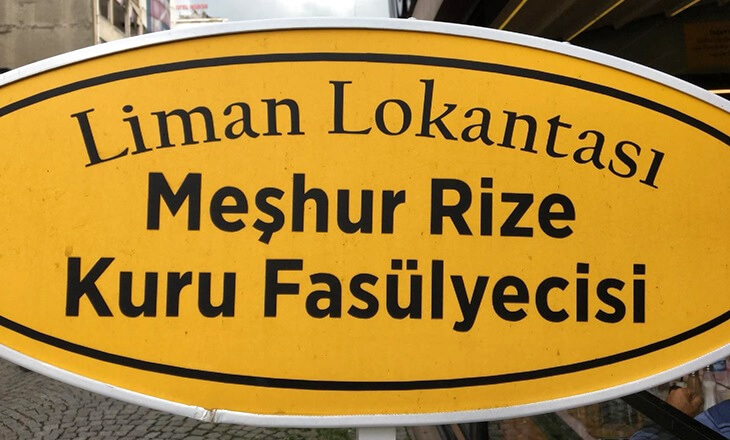 Liman Lokantası
Meşhur Rize
Kuru Fasülyecisi